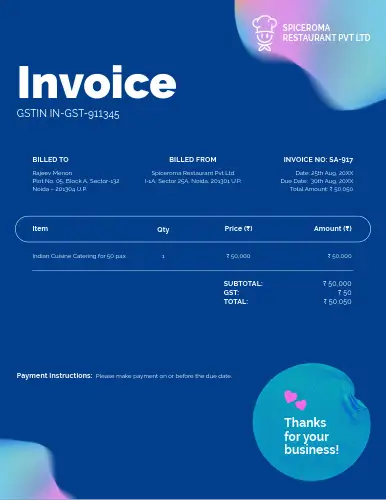 SPICEROMA
RESTAURANT PVT LTD
Invoice
GSTIN IN-GST-911345
BILLED TO
Rajeev Menon
Plot No. 05, Block A, Sector-132
Noida – 201304 U.P.
BILLED FROM
Spiceroma Restaurant Pvt Ltd
I-1A, Sector 25A, Noida, 201301 U.P.
INVOICE NO: SA-917
Date: 25th Aug, 20XX
Due Date: 30th Aug, 20XX
Total Amount: ₹ 50,050
Item Qty Price (₹) Amount (₹)
Indian Cuisine Catering for 50 pax 1 ₹ 50,000 ₹ 50,000
SUBTOTAL: ₹ 50,000
GST: ₹ 50
TOTAL: ₹ 50,050
Payment Instructions: Please make payment on or before the due date.
Thanks
for your
business!